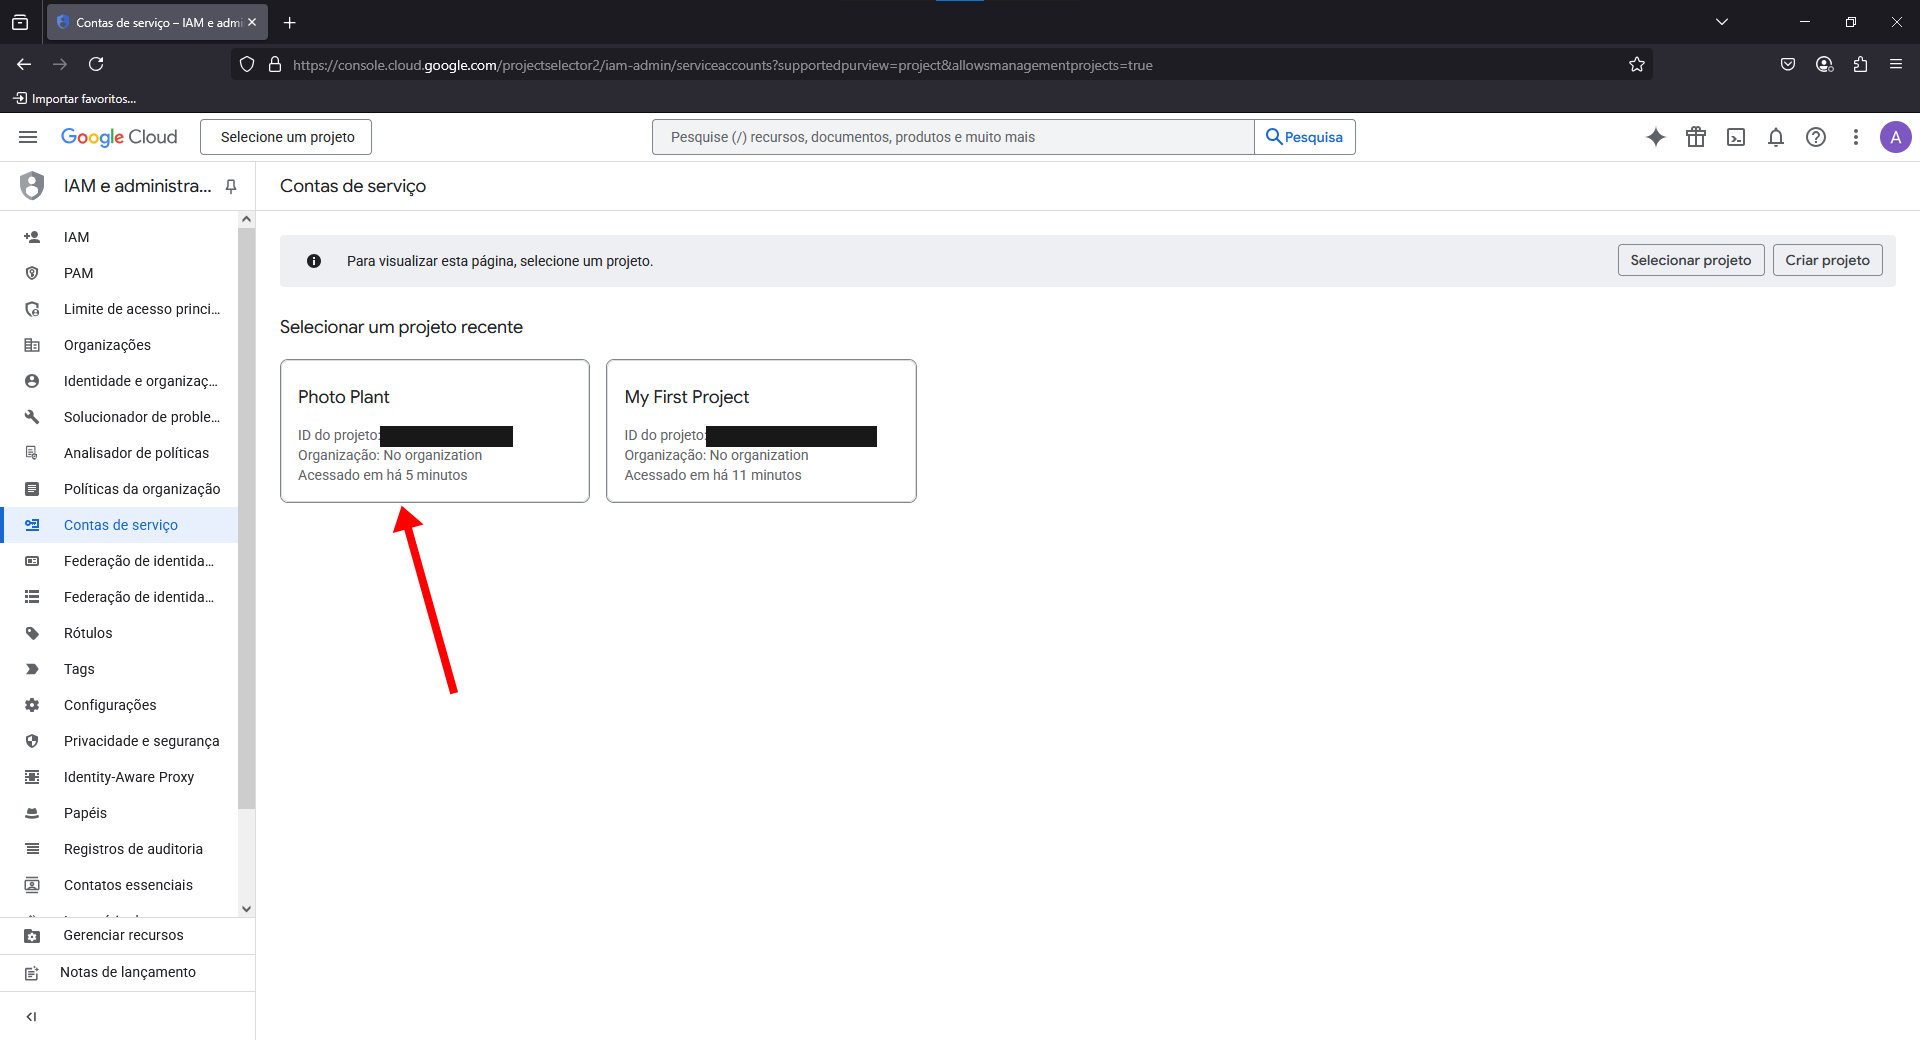 Contas de serviço – IAM e admi
https://console.cloud.google.com/projectselector2/iam-admin/serviceaccounts?supportedpurview=project&allowsmanagementprojects=true
Importar favoritos...
Google Cloud
Selecione um projeto
Pesquise (/) recursos, documentos, produtos e muito mais
Pesquisa
A
IAM e administra...
Contas de serviço
IAM
PAM
Limite de acesso princi...
Organizações
Identidade e organizaç...
Solucionador de proble...
Analisador de políticas
Políticas da organização
Contas de serviço
Federação de identida...
Federação de identida...
Rótulos
Tags
Configurações
Privacidade e segurança
Identity-Aware Proxy
Papéis
Registros de auditoria
Contatos essenciais
Gerenciar recursos
Notas de lançamento
Para visualizar esta página, selecione um projeto.
Selecionar projeto
Criar projeto
Selecionar um projeto recente
Photo Plant
ID do projeto:
Organização: No organization
Acessado em há 5 minutos
My First Project
ID do projeto:
Organização: No organization
Acessado em há 11 minutos